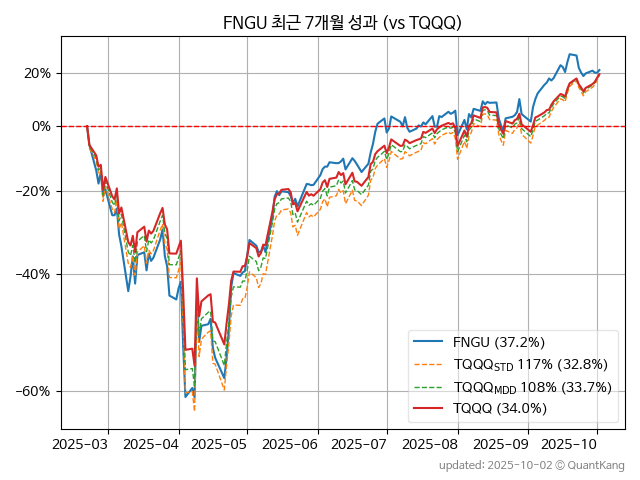 FNGU 최근 7개월 성과 (vs TQQQ)
20%
0%
−20%
−40%
−60%
FNGU (37.2%)
TQQQSTD 117% (32.8%)
TQQQMDD 108% (33.7%)
TQQQ (34.0%)
2025-03 2025-04 2025-05 2025-06 2025-07 2025-08 2025-09 2025-10
updated: 2025-10-02 © QuantKang